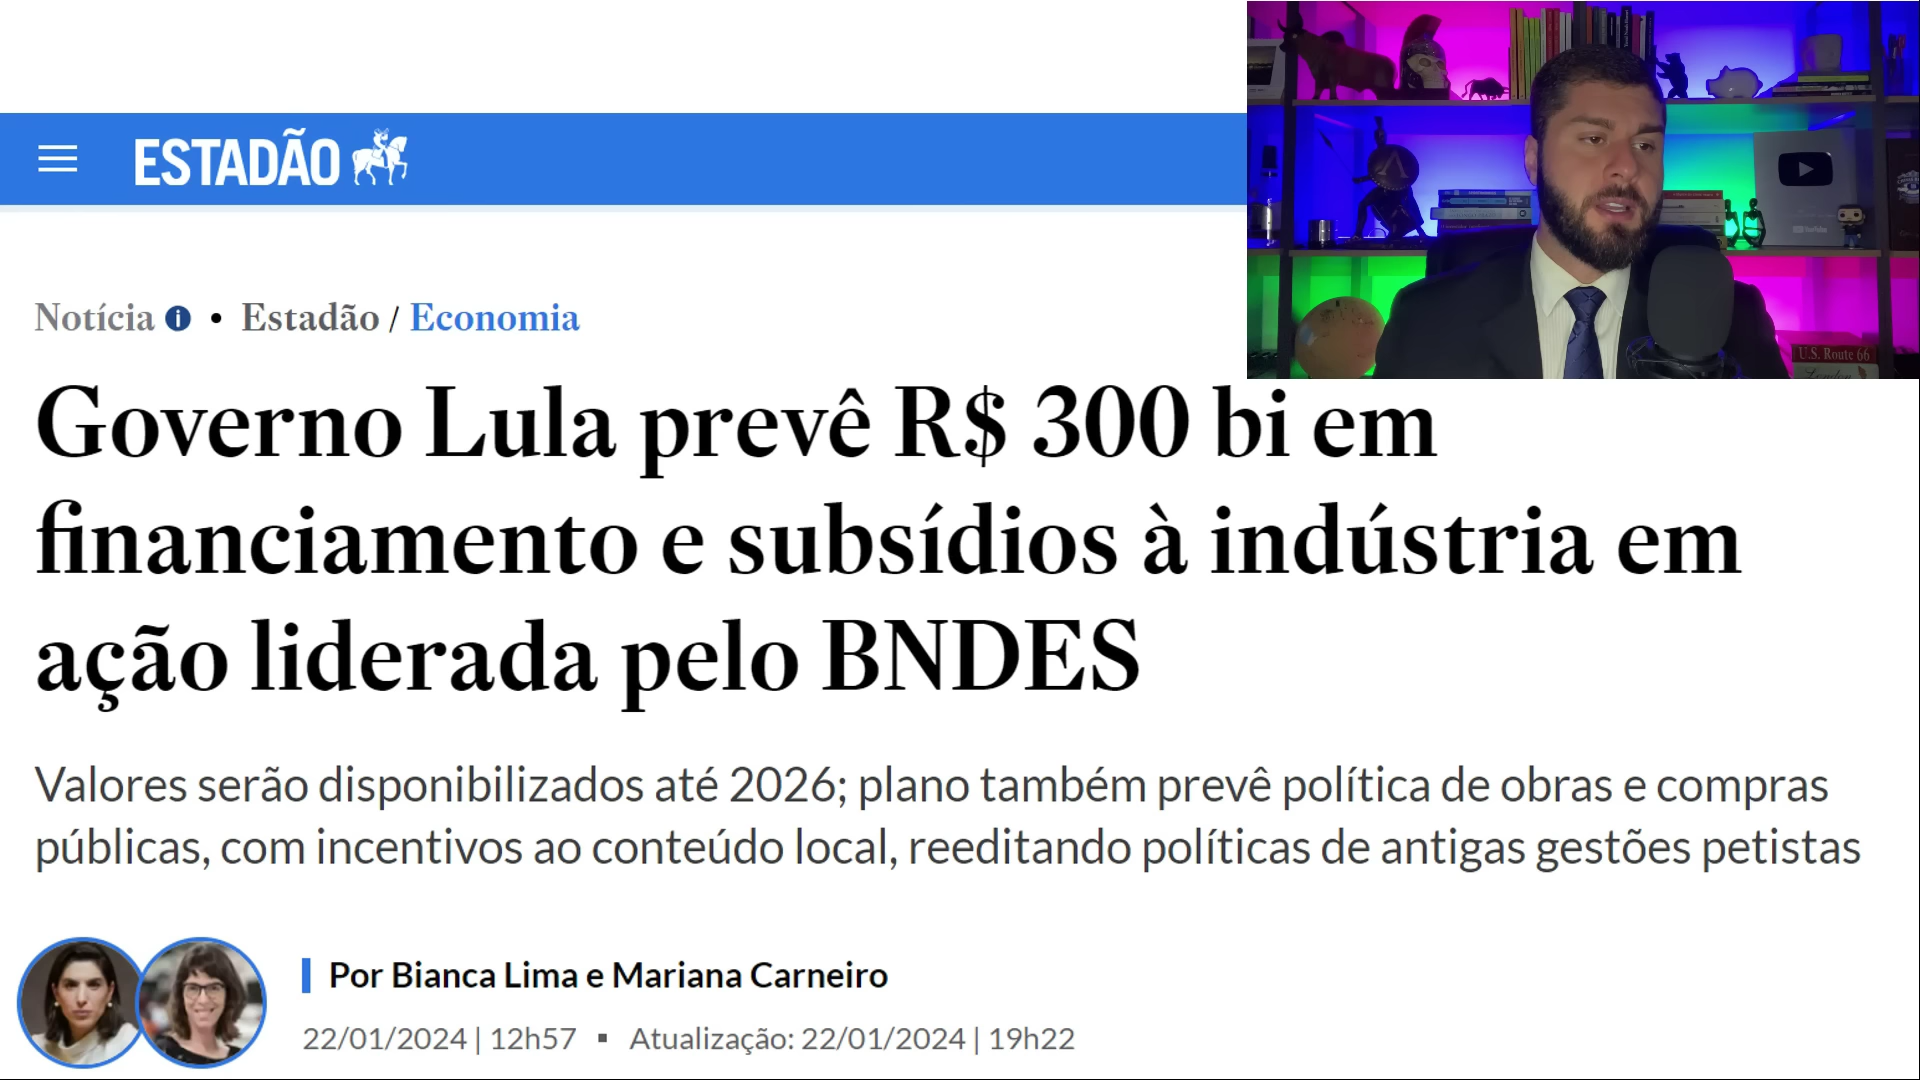 ESTADÃO
Notícia i • Estadão / Economia
Governo Lula prevê R$ 300 bi em
financiamento e subsídios à indústria em
ação liderada pelo BNDES
Valores serão disponibilizados até 2026; plano também prevê política de obras e compras
públicas, com incentivos ao conteúdo local, reeditando políticas de antigas gestões petistas
Por Bianca Lima e Mariana Carneiro
22/01/2024 | 12h57 ▪ Atualização: 22/01/2024 | 19h22
YouTube
U.S. Route 66
London